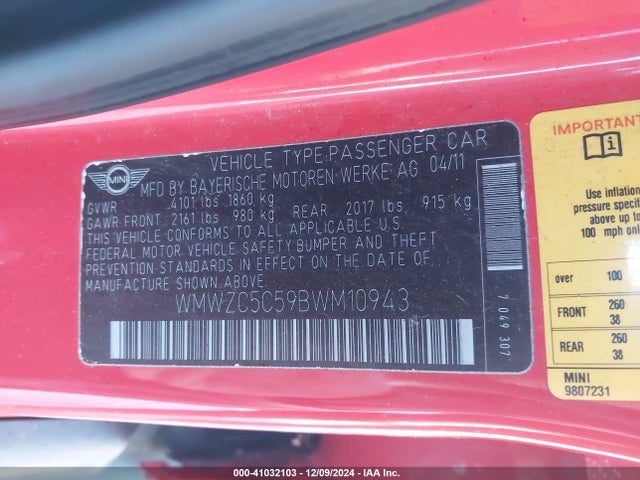 MINI
VEHICLE TYPE:PASSENGER CAR
MFD BY BAYERISCHE MOTOREN WERKE AG 04/11
GVWR 4101 lbs 1860 kg
GAWR FRONT 2161 lbs 980 kg REAR 2017 lbs 915 kg
THIS VEHICLE CONFORMS TO ALL APPLICABLE U.S.
FEDERAL MOTOR VEHICLE SAFETY BUMPER AND THEFT
PREVENTION STANDARDS IN EFFECT ON THE DATE OF
MANUFACTURE SHOWN ABOVE.
WMWZC5C59BWM10943
7 049 307
IMPORTANT
Use inflation
pressure specif
above up to
100 mph onl
over 100
FRONT 260
38
REAR 260
38
MINI
9807231
000-41032103 - 12/09/2024 - IAA Inc.